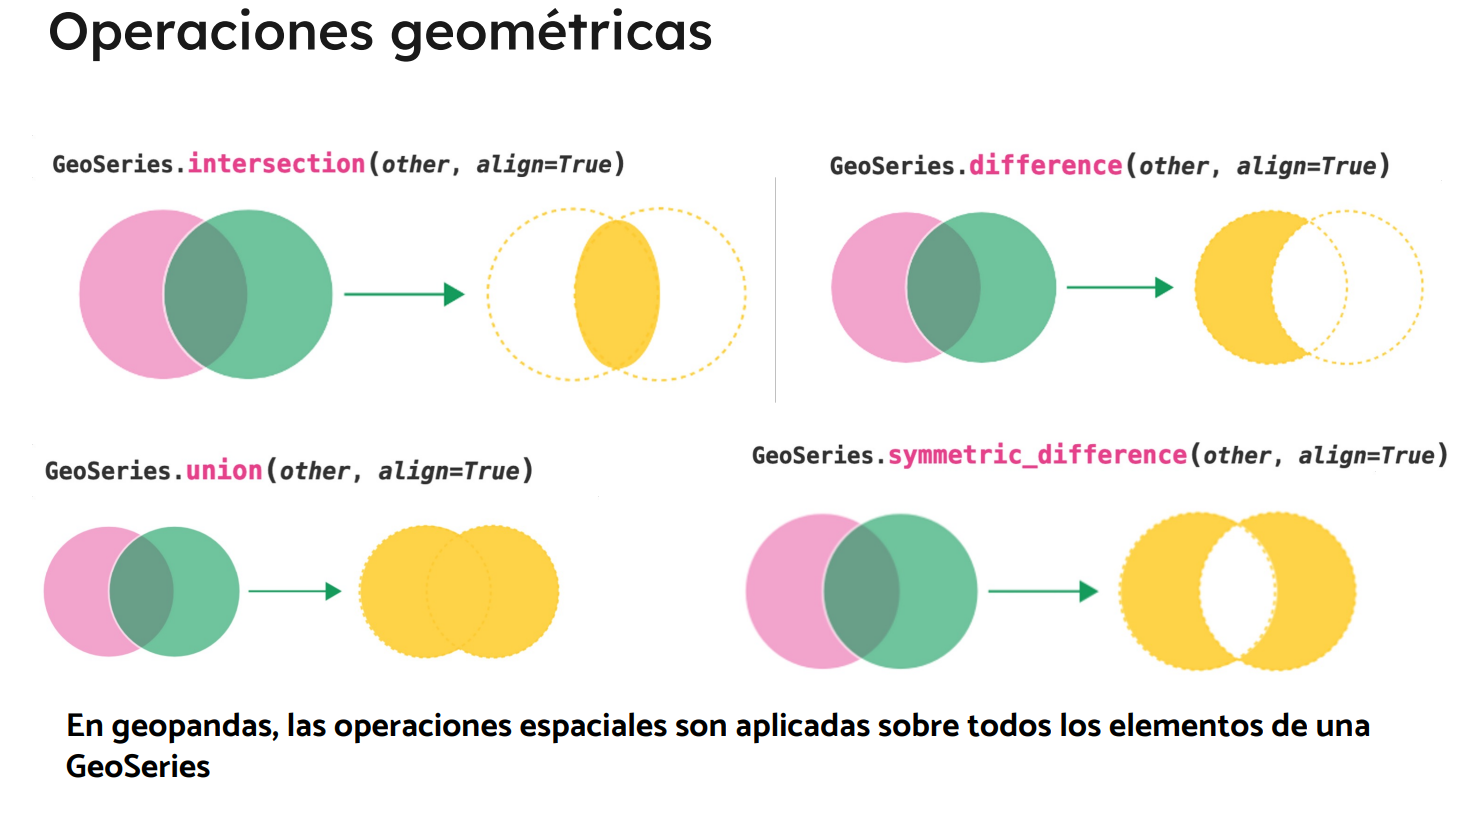 Operaciones geométricas
GeoSeries.intersection(other, align=True)
GeoSeries.difference(other, align=True)
GeoSeries.union(other, align=True)
GeoSeries.symmetric_difference(other, align=True)
En geopandas, las operaciones espaciales son aplicadas sobre todos los elementos de una
GeoSeries